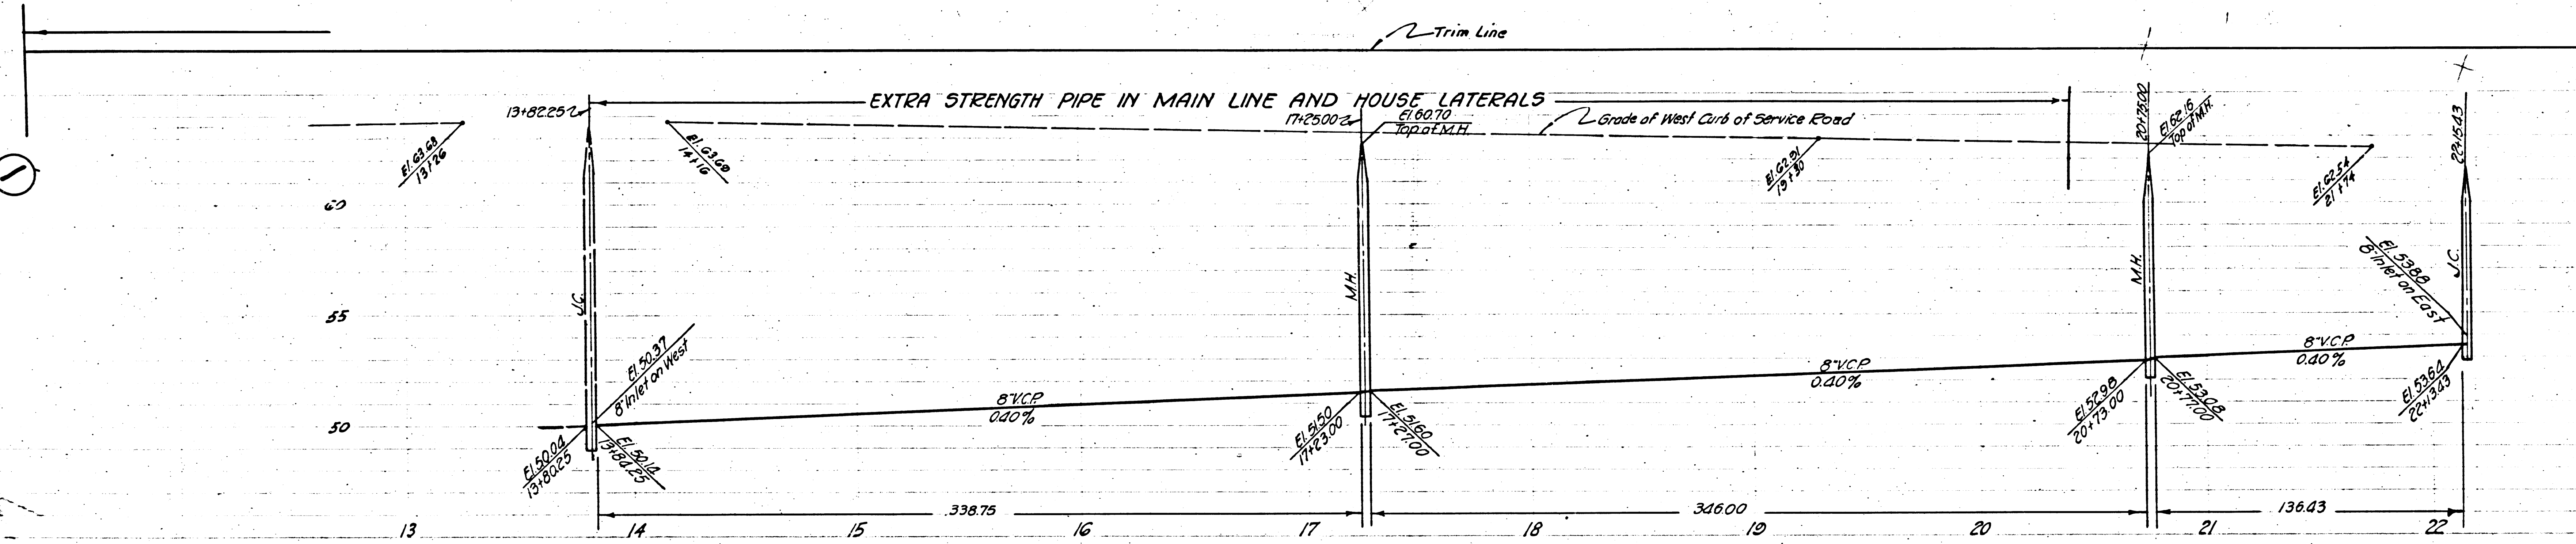 Trim Line
EXTRA STRENGTH PIPE IN MAIN LINE AND HOUSE LATERALS
13+82.25
17+25.00
El. 60.70
Top of M.H.
Grade of West Curb of Service Road
20+75.00
El. 62.16
Top of M.H.
22+15.43
El. 63.68
13+26
El. 63.68
14+16
El. 62.91
19+30
El. 62.54
21+74
60
55
50
J.C.
M.H.
M.H.
J.C.
El. 50.37
8" Inlet on West
El. 53.88
8" Inlet on East
8" V.C.P.
0.40%
8" V.C.P.
0.40%
8" V.C.P.
0.40%
El. 50.04
13+80.25
El. 50.14
13+84.25
El. 51.50
17+23.00
El. 51.60
17+27.00
El. 52.98
20+73.00
El. 53.08
20+77.00
El. 53.64
22+13.43
338.75
346.00
136.43
13 14 15 16 17 18 19 20 21 22